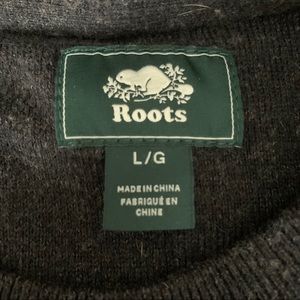 Roots
L/G
MADE IN CHINA
FABRIQUÉ EN
CHINE